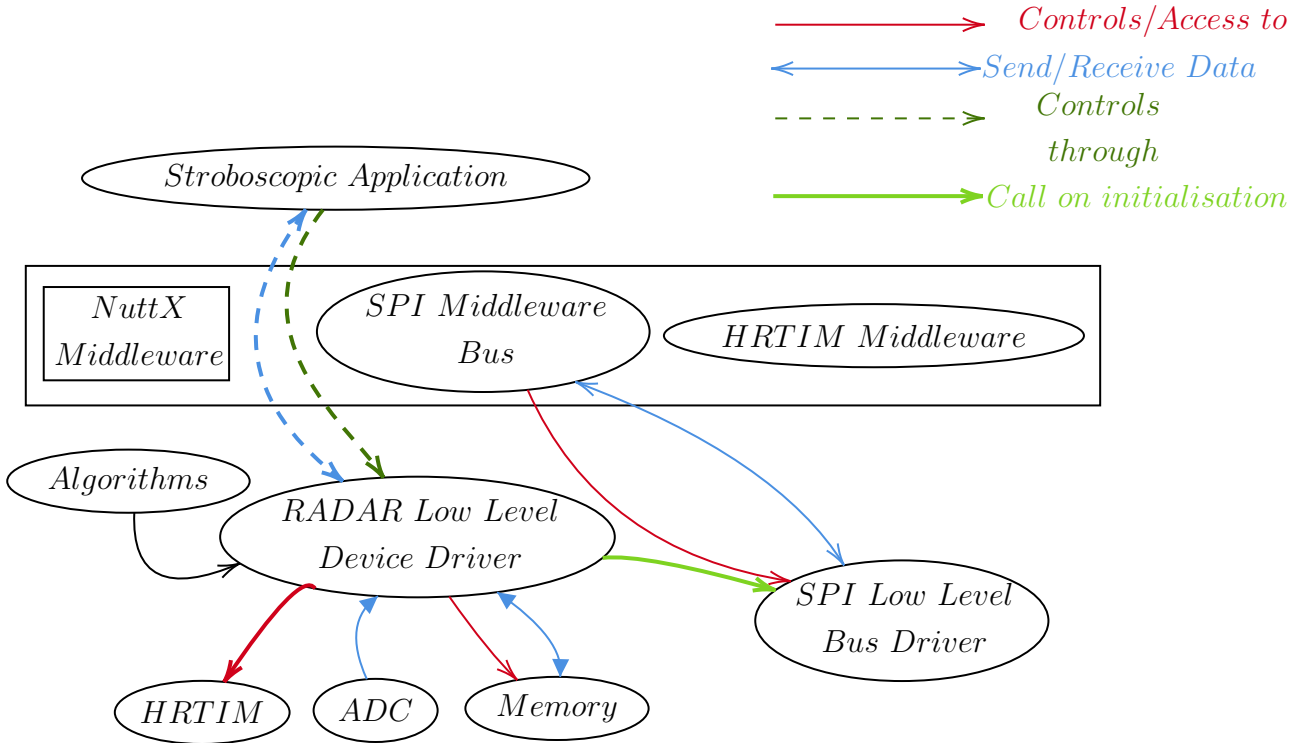 Controls/Access to
Send/Receive Data
Controls
through
Call on initialisation
Stroboscopic Application
NuttX
Middleware
SPI Middleware
Bus
HRTIM Middleware
Algorithms
RADAR Low Level
Device Driver
SPI Low Level
Bus Driver
HRTIM
ADC
Memory